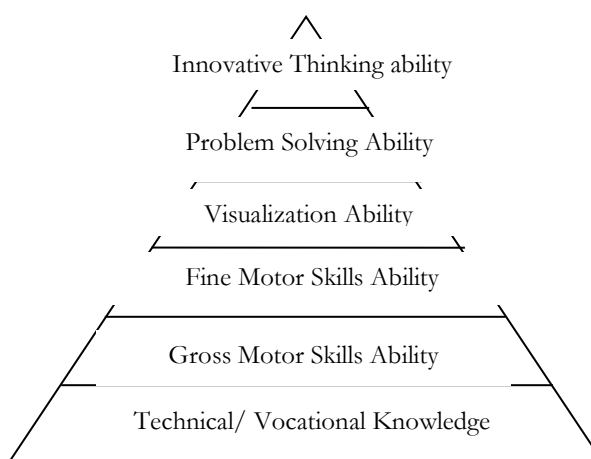 Innovative Thinking ability
Problem Solving Ability
Visualization Ability
Fine Motor Skills Ability
Gross Motor Skills Ability
Technical/ Vocational Knowledge